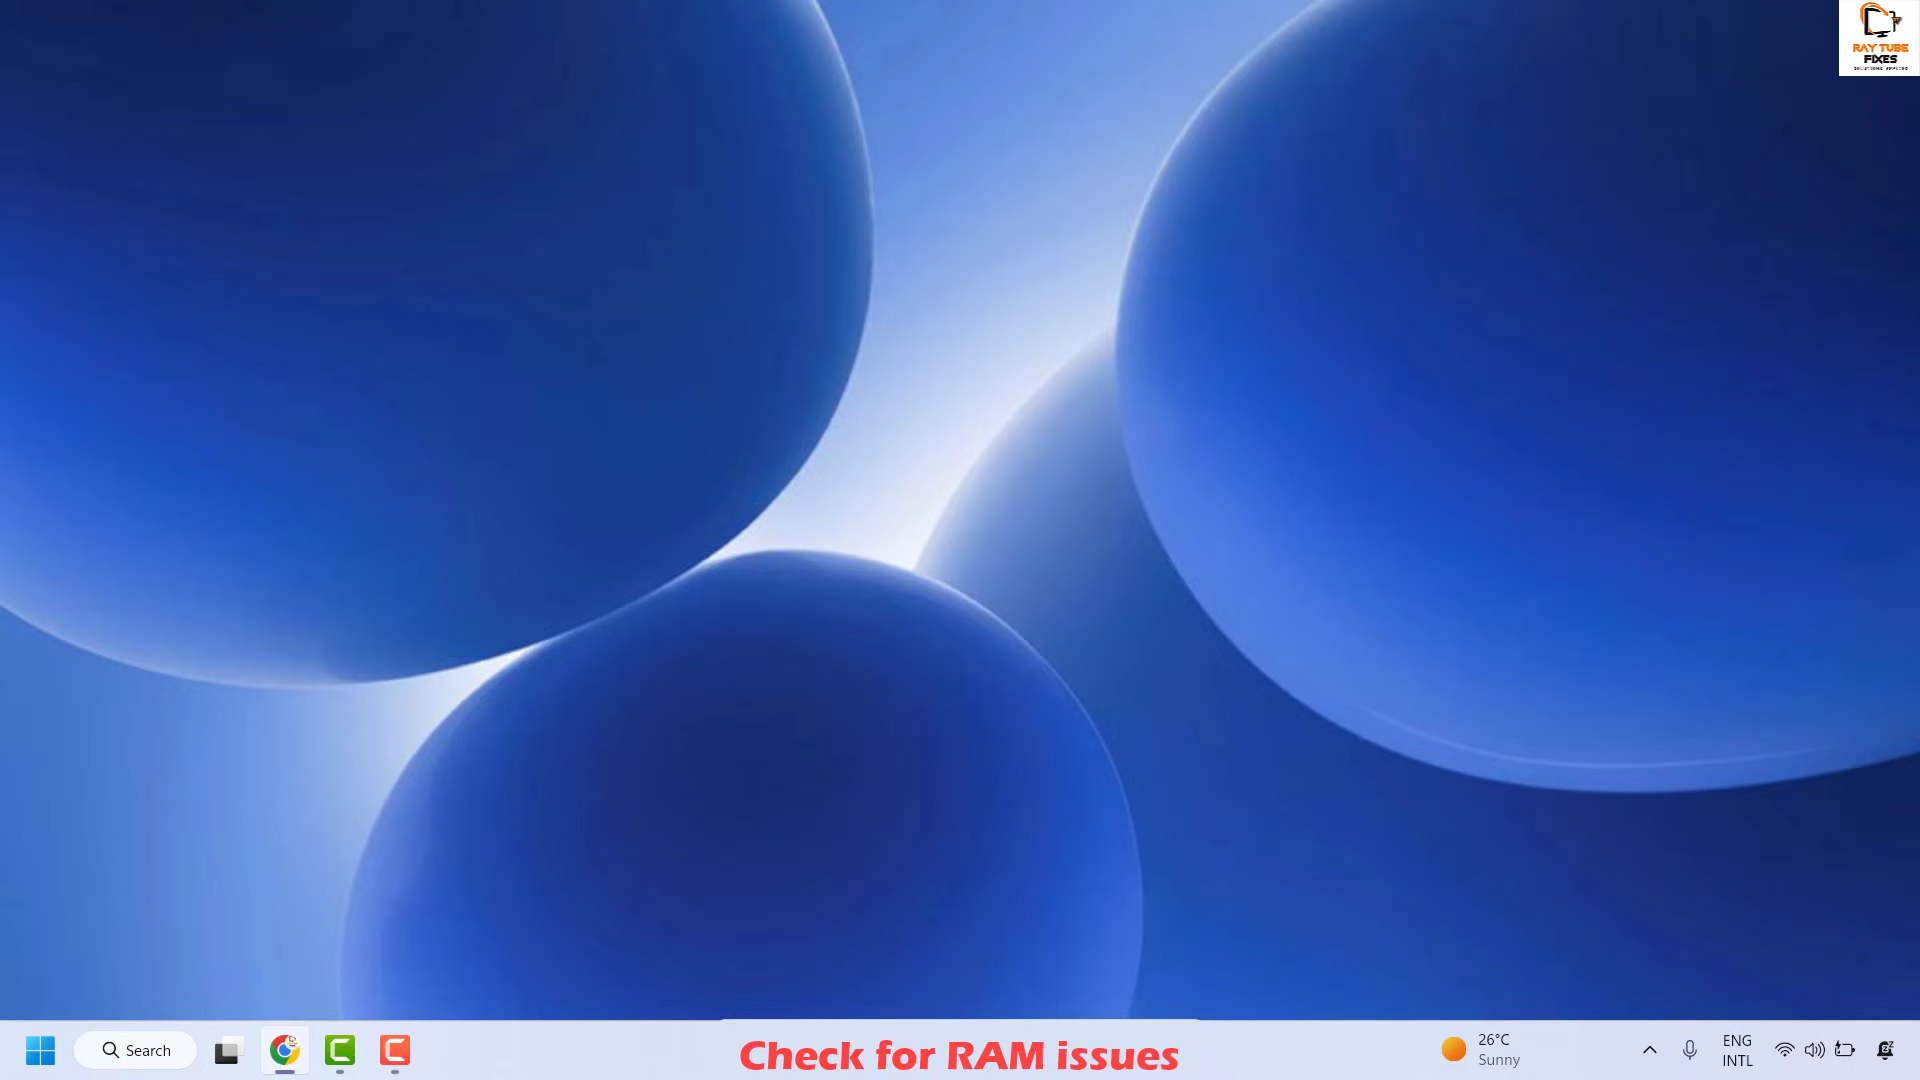 RAY TUBE
FIXES
Search
Check for RAM issues
26°C
Sunny
ENG
INTL